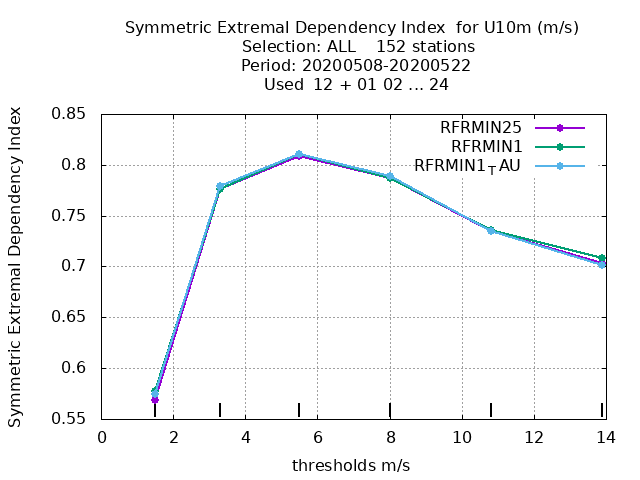 Symmetric Extremal Dependency Index  for U10m (m/s)
Selection: ALL    152 stations
Period: 20200508-20200522
Used  12 + 01 02 ... 24
Symmetric Extremal Dependency Index
0.85
0.8
0.75
0.7
0.65
0.6
0.55
RFRMIN25
RFRMIN1
RFRMIN1TAU
0 2 4 6 8 10 12 14
thresholds m/s